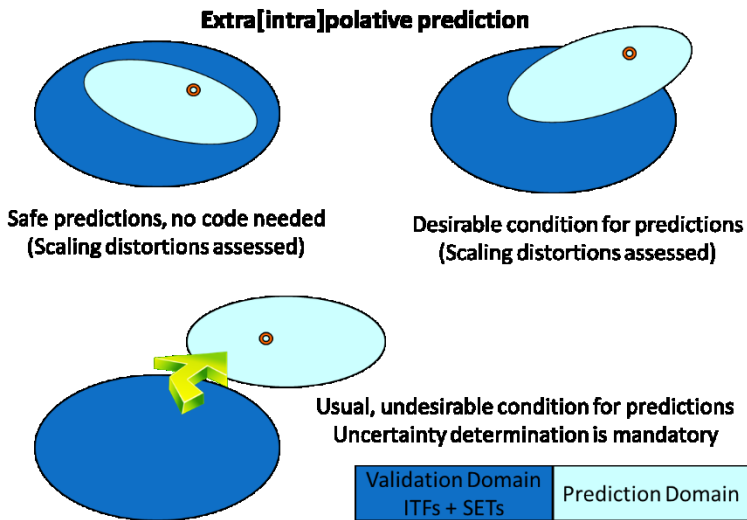 Extra[intra]polative prediction
Safe predictions, no code needed
(Scaling distortions assessed)
Desirable condition for predictions
(Scaling distortions assessed)
Usual, undesirable condition for predictions
Uncertainty determination is mandatory
Validation Domain
ITFs + SETs
Prediction Domain